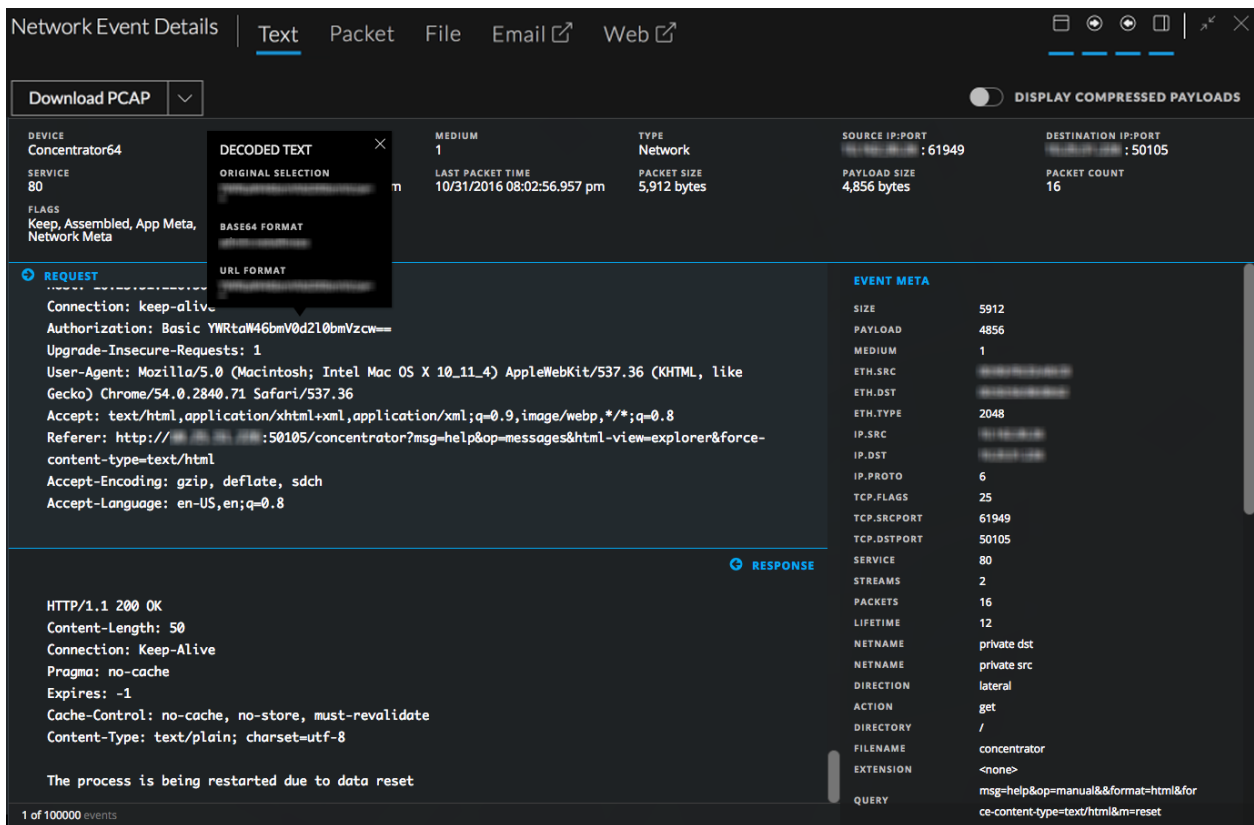 Network Event Details
Text
Packet
File
Email
Web
Download PCAP
DISPLAY COMPRESSED PAYLOADS
DEVICE
Concentrator64
SERVICE
80
FLAGS
Keep, Assembled, App Meta,
Network Meta
DECODED TEXT
ORIGINAL SELECTION
BASE64 FORMAT
URL FORMAT
m
MEDIUM
1
LAST PACKET TIME
10/31/2016 08:02:56.957 pm
TYPE
Network
PACKET SIZE
5,912 bytes
SOURCE IP:PORT
: 61949
PAYLOAD SIZE
4,856 bytes
DESTINATION IP:PORT
: 50105
PACKET COUNT
16
REQUEST
Connection: keep-alive
Authorization: Basic YWRtaW46bmV0d2l0bmVzcw==
Upgrade-Insecure-Requests: 1
User-Agent: Mozilla/5.0 (Macintosh; Intel Mac OS X 10_11_4) AppleWebKit/537.36 (KHTML, like
Gecko) Chrome/54.0.2840.71 Safari/537.36
Accept: text/html,application/xhtml+xml,application/xml;q=0.9,image/webp,*/*;q=0.8
Referer: http:// :50105/concentrator?msg=help&op=messages&html-view=explorer&force-
content-type=text/html
Accept-Encoding: gzip, deflate, sdch
Accept-Language: en-US,en;q=0.8
RESPONSE
HTTP/1.1 200 OK
Content-Length: 50
Connection: Keep-Alive
Pragma: no-cache
Expires: -1
Cache-Control: no-cache, no-store, must-revalidate
Content-Type: text/plain; charset=utf-8
The process is being restarted due to data reset
1 of 100000 events
EVENT META
SIZE 5912
PAYLOAD 4856
MEDIUM 1
ETH.SRC
ETH.DST
ETH.TYPE 2048
IP.SRC
IP.DST
IP.PROTO 6
TCP.FLAGS 25
TCP.SRCPORT 61949
TCP.DSTPORT 50105
SERVICE 80
STREAMS 2
PACKETS 16
LIFETIME 12
NETNAME private dst
NETNAME private src
DIRECTION lateral
ACTION get
DIRECTORY /
FILENAME concentrator
EXTENSION <none>
QUERY msg=help&op=manual&&format=html&for
ce-content-type=text/html&m=reset